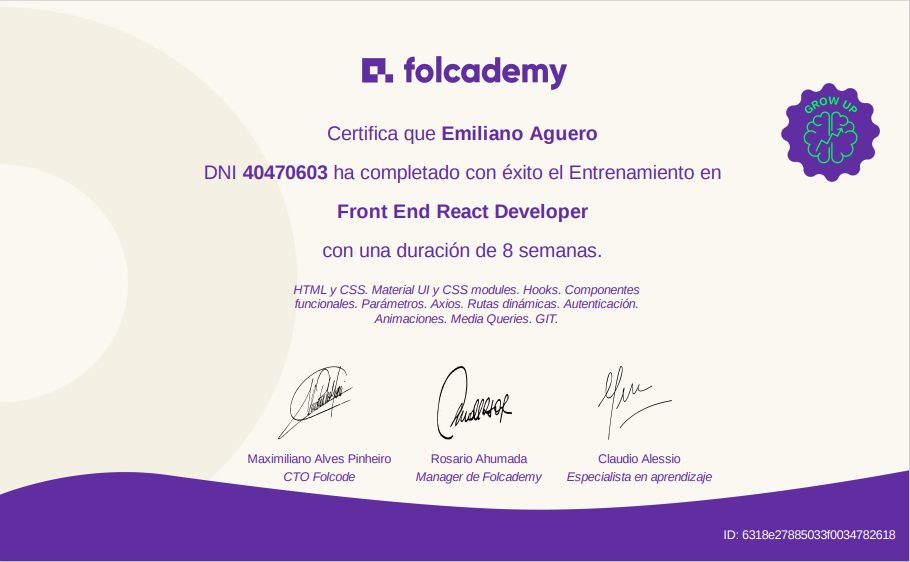 folcademy
GROW UP
Certifica que Emiliano Aguero
DNI 40470603 ha completado con éxito el Entrenamiento en
Front End React Developer
con una duración de 8 semanas.
HTML y CSS. Material UI y CSS modules. Hooks. Componentes
funcionales. Parámetros. Axios. Rutas dinámicas. Autenticación.
Animaciones. Media Queries. GIT.
Maximiliano Alves Pinheiro
CTO Folcode
Rosario Ahumada
Manager de Folcademy
Claudio Alessio
Especialista en aprendizaje
ID: 6318e27885033f0034782618